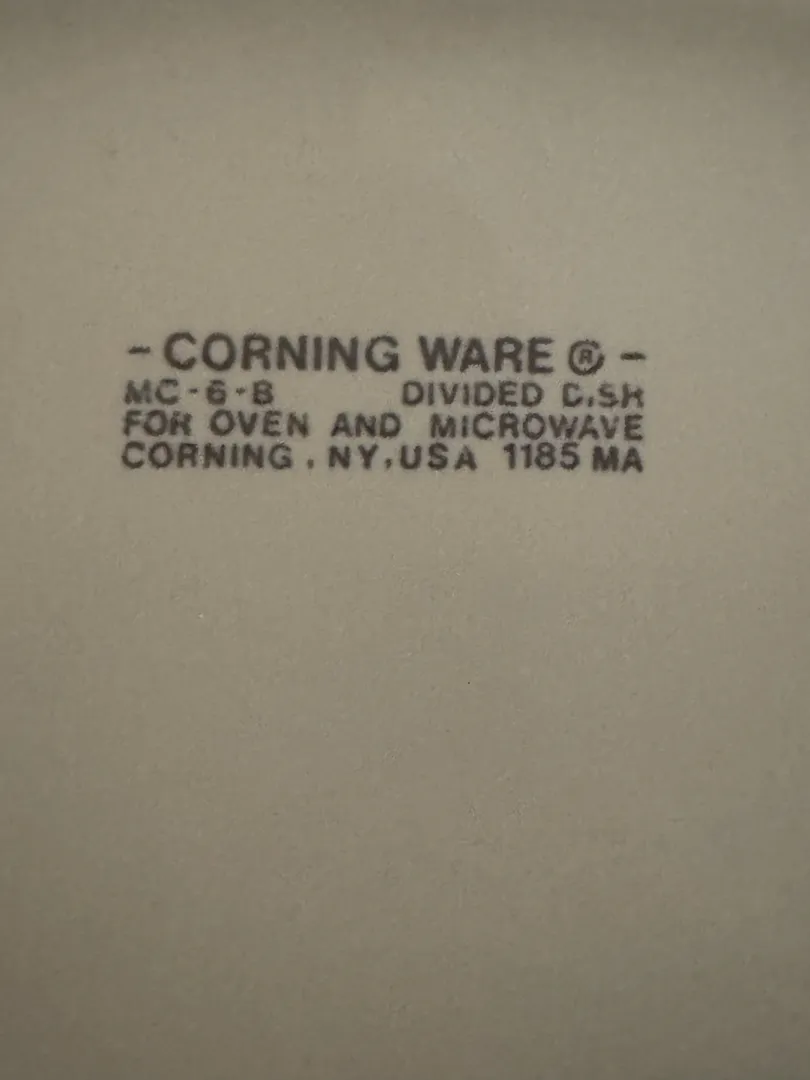 - CORNING WARE ® -
MC-6-B DIVIDED DISH
FOR OVEN AND MICROWAVE
CORNING, NY, USA 1185 MA